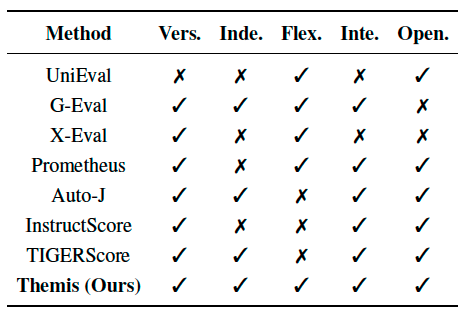 Method Vers. Inde. Flex. Inte. Open.
UniEval ✗ ✗ ✓ ✗ ✓
G-Eval ✓ ✓ ✓ ✓ ✗
X-Eval ✓ ✗ ✓ ✗ ✗
Prometheus ✓ ✗ ✓ ✓ ✓
Auto-J ✓ ✓ ✗ ✓ ✓
InstructScore ✓ ✗ ✗ ✓ ✓
TIGERScore ✓ ✓ ✗ ✓ ✓
Themis (Ours) ✓ ✓ ✓ ✓ ✓